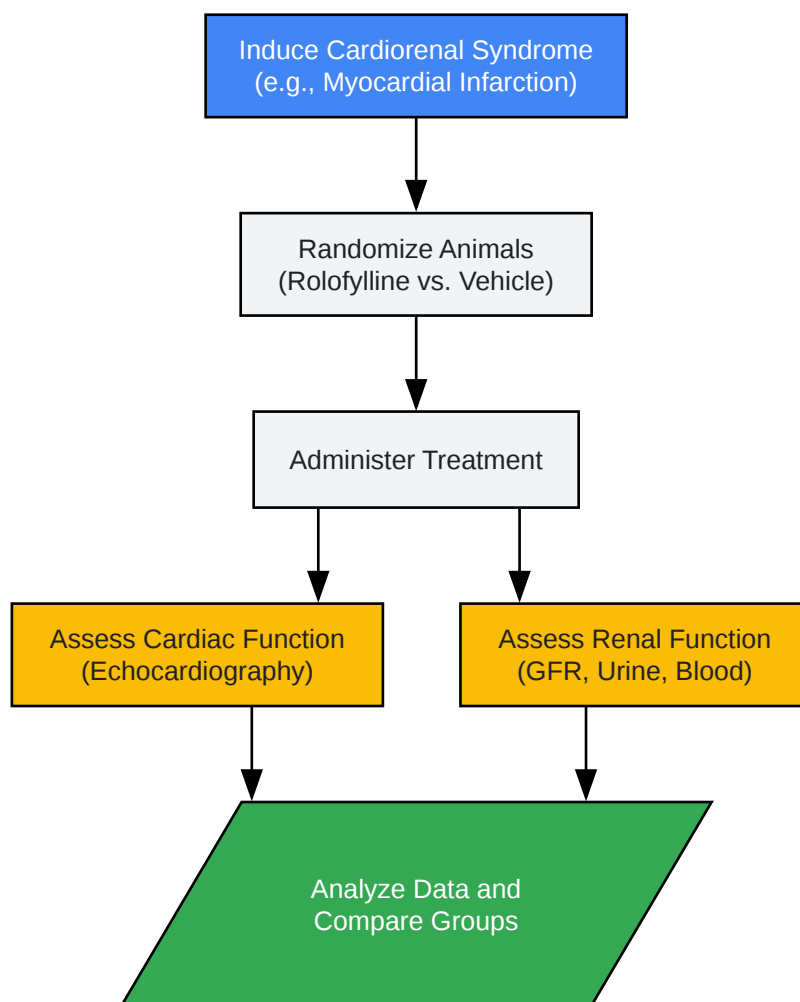 Induce Cardiorenal Syndrome
(e.g., Myocardial Infarction)
Randomize Animals
(Rolofylline vs. Vehicle)
Administer Treatment
Assess Cardiac Function
(Echocardiography)
Assess Renal Function
(GFR, Urine, Blood)
Analyze Data and
Compare Groups